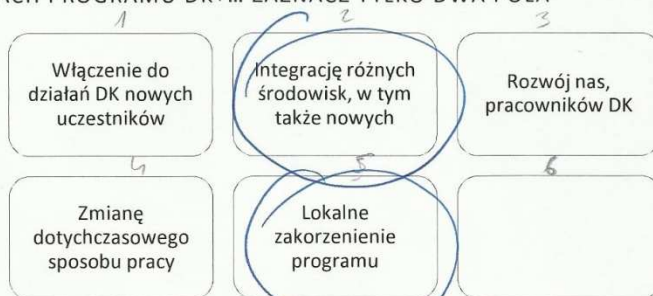 ACH PROGRAMU DK+... ZAZNACZ TYLKO DWA POLA
1 2 3
Włączenie do
działań DK nowych
uczestników
Integrację różnych
środowisk, w tym
także nowych
Rozwój nas,
pracowników DK
4 5 6
Zmianę
dotychczasowego
sposobu pracy
Lokalne
zakorzenienie
programu